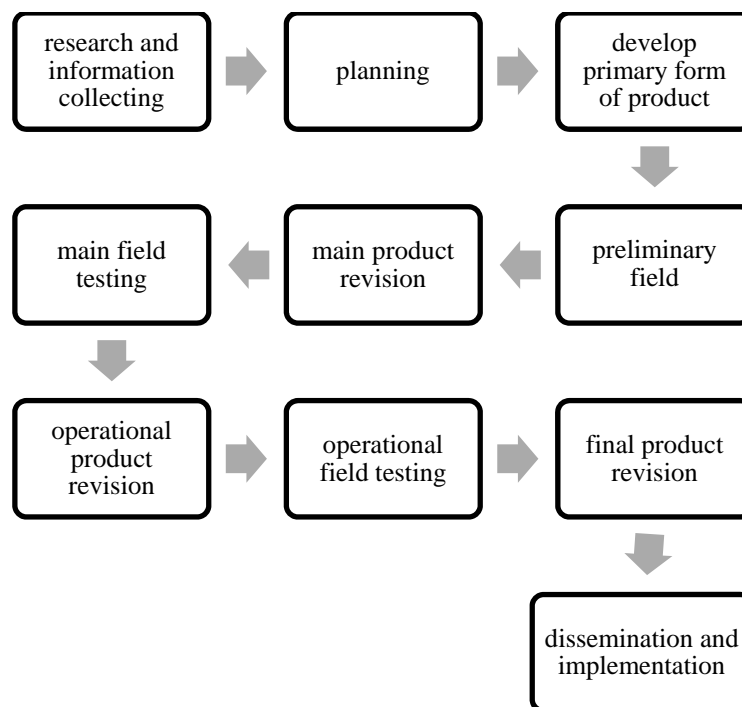 research and
information
collecting
planning
develop
primary form
of product
preliminary
field
main product
revision
main field
testing
operational
product
revision
operational
field testing
final product
revision
dissemination and
implementation